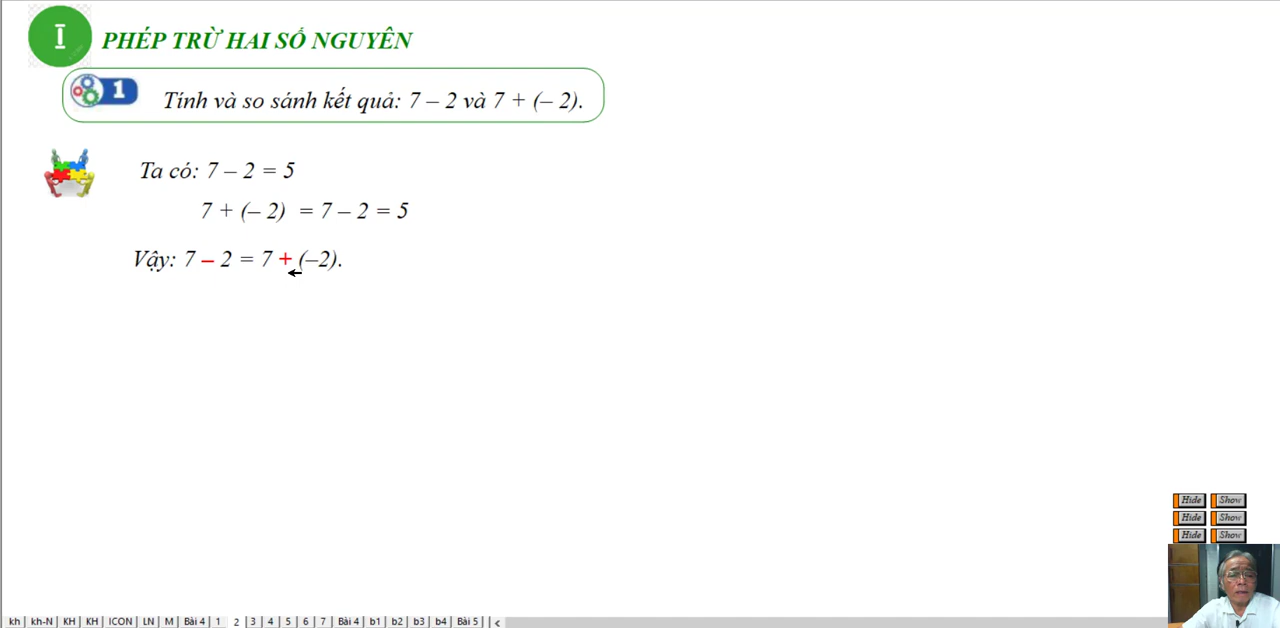 I
PHÉP TRỪ HAI SỐ NGUYÊN
1
Tính và so sánh kết quả: 7 – 2 và 7 + (– 2).
Ta có: 7 – 2 = 5
7 + (– 2) = 7 – 2 = 5
Vậy: 7 – 2 = 7 + (–2).
Hide Show
Hide Show
Hide Show
kh | kh-N | KH | KH | ICON | LN | M | Bài 4 | 1 2 | 3 | 4 | 5 | 6 | 7 | Bài 4 | b1 | b2 | b3 | b4 | Bài 5 | | <